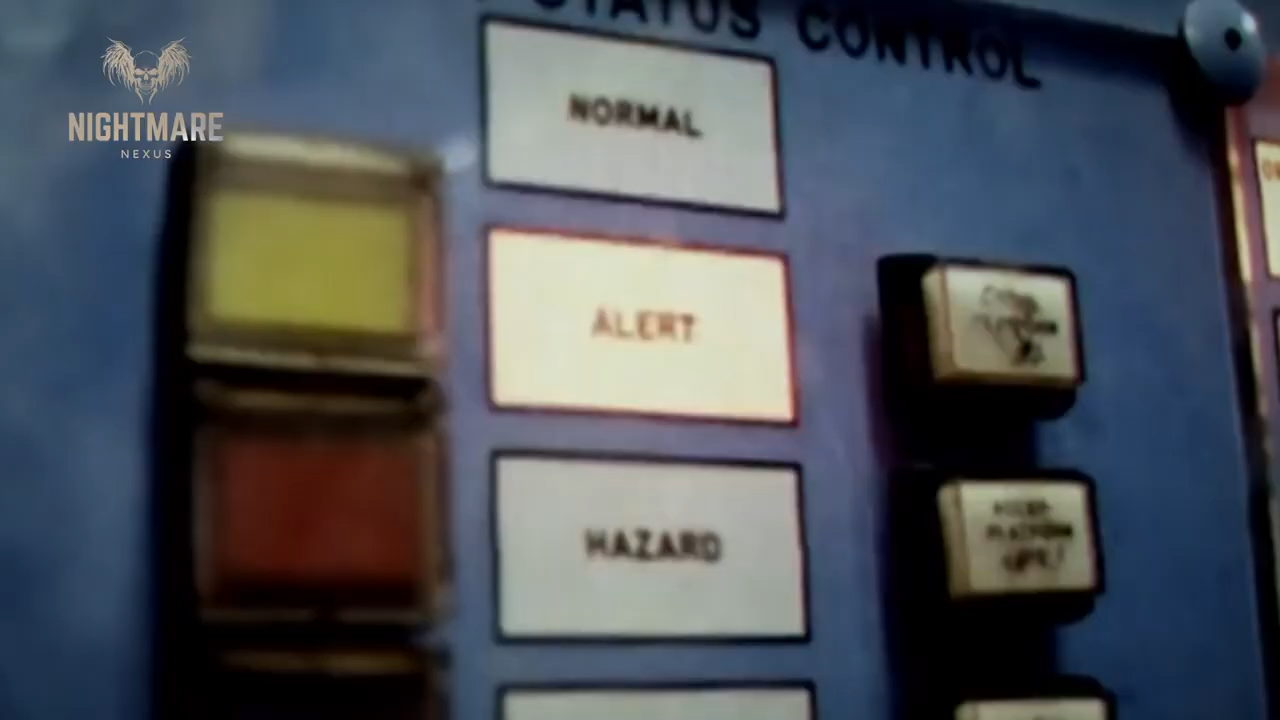 STATUS CONTROL
NIGHTMARE
NEXUS
NORMAL
ALERT
HAZARD